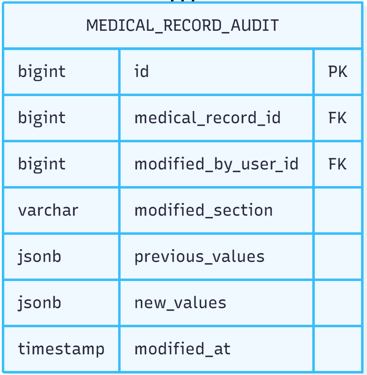 MEDICAL_RECORD_AUDIT
bigint id PK
bigint medical_record_id FK
bigint modified_by_user_id FK
varchar modified_section
jsonb previous_values
jsonb new_values
timestamp modified_at